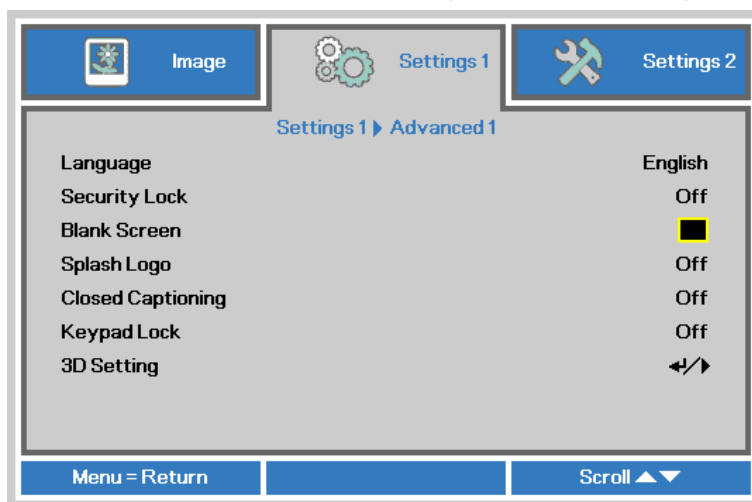 Image
Settings 1
Settings 2
Settings 1 Advanced 1
Language English
Security Lock Off
Blank Screen
Splash Logo Off
Closed Captioning Off
Keypad Lock Off
3D Setting /
Menu = Return
Scroll